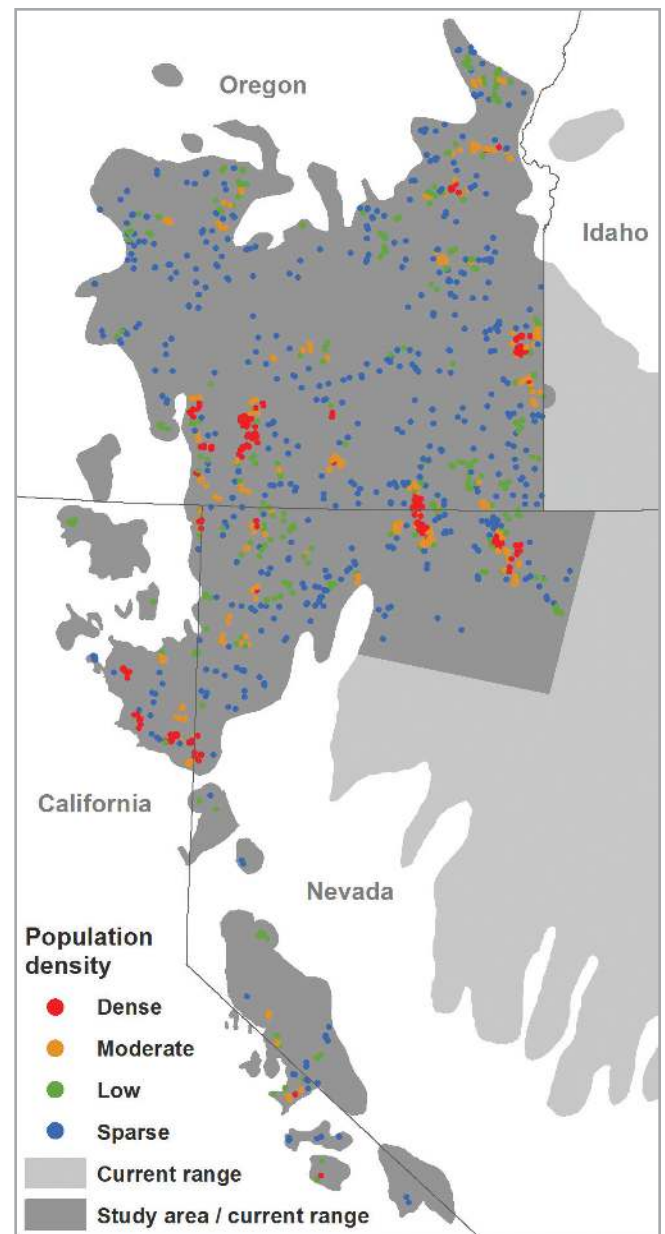 Oregon
Idaho
California
Nevada
Population
density
Dense
Moderate
Low
Sparse
Current range
Study area / current range